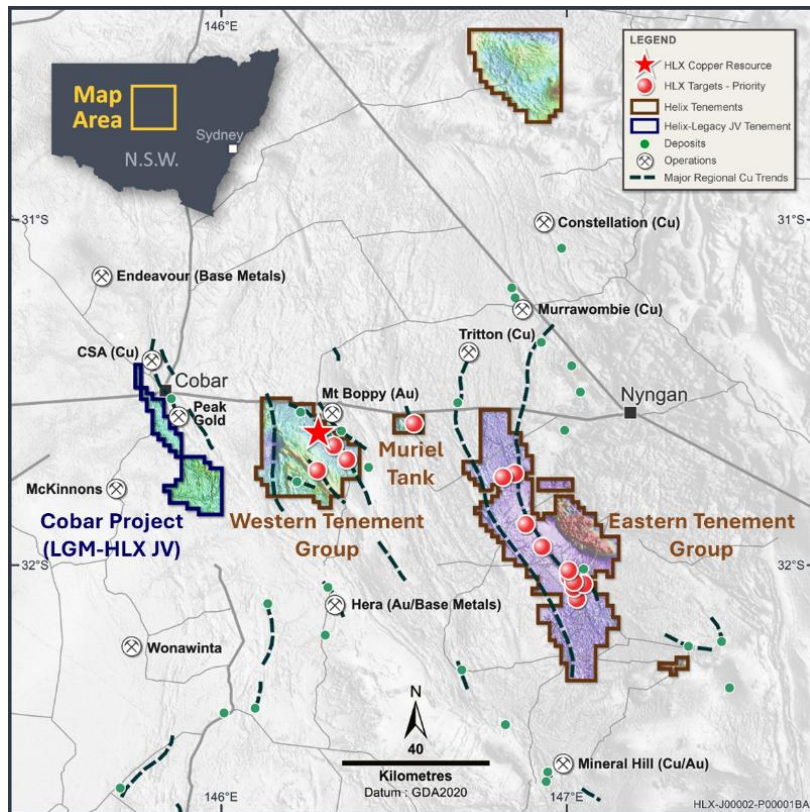 146°E
147°E
Map
Area
Sydney
N.S.W.
LEGEND
HLX Copper Resource
HLX Targets - Priority
Helix Tenements
Helix-Legacy JV Tenement
Deposits
Operations
Major Regional Cu Trends
31°S
31°S
Constellation (Cu)
Endeavour (Base Metals)
Murrawombie (Cu)
Tritton (Cu)
CSA (Cu)
Cobar
Mt Boppy (Au)
Nyngan
Peak
Gold
Muriel
Tank
McKinnons
Cobar Project
(LGM-HLX JV)
Western Tenement
Group
Eastern Tenement
Group
32°S
32°S
Hera (Au/Base Metals)
Wonawinta
N
40
Kilometres
Datum : GDA2020
Mineral Hill (Cu/Au)
146°E
147°E
HLX-J00002-P00001BA